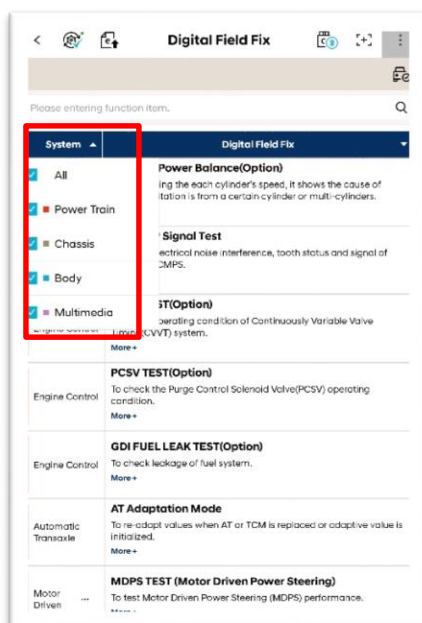 Digital Field Fix
Please entering function item.
System
Digital Field Fix
All
Power Train
Chassis
Body
Multimedia
Power Balance(Option)
ing the each cylinder's speed, it shows the cause of
itation is from a certain cylinder or multi-cylinders.
Signal Test
ectrical noise interference, tooth status and signal of
CMPS.
ST(Option)
perating condition of Continuously Variable Valve
(CVVT) system.
More+
Engine Control
PCSV TEST(Option)
To check the Purge Control Solenoid Valve(PCSV) operating
condition.
More+
Engine Control
GDI FUEL LEAK TEST(Option)
To check leakage of fuel system.
More+
Automatic
Transaxle
AT Adaptation Mode
To re-adapt values when AT or TCM is replaced or adaptive value is
initialized.
More+
Motor ...
Driven
MDPS TEST (Motor Driven Power Steering)
To test Motor Driven Power Steering (MDPS) performance.